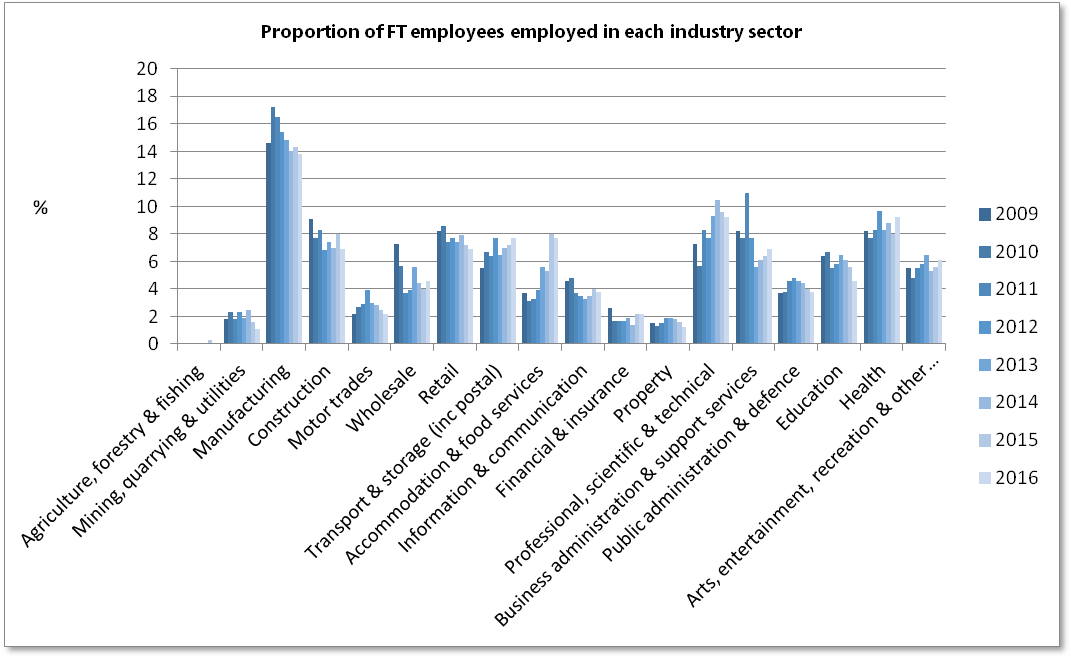 Proportion of FT employees employed in each industry sector
20
18
16
14
12
10
8
6
4
2
0
%
Agriculture, forestry & fishing
Mining, quarrying & utilities
Manufacturing
Construction
Motor trades
Wholesale
Retail
Transport & storage (inc postal)
Accommodation & food services
Information & communication
Financial & insurance
Property
Professional, scientific & technical
Business administration & support services
Public administration & defence
Education
Health
Arts, entertainment, recreation & other...
2009
2010
2011
2012
2013
2014
2015
2016